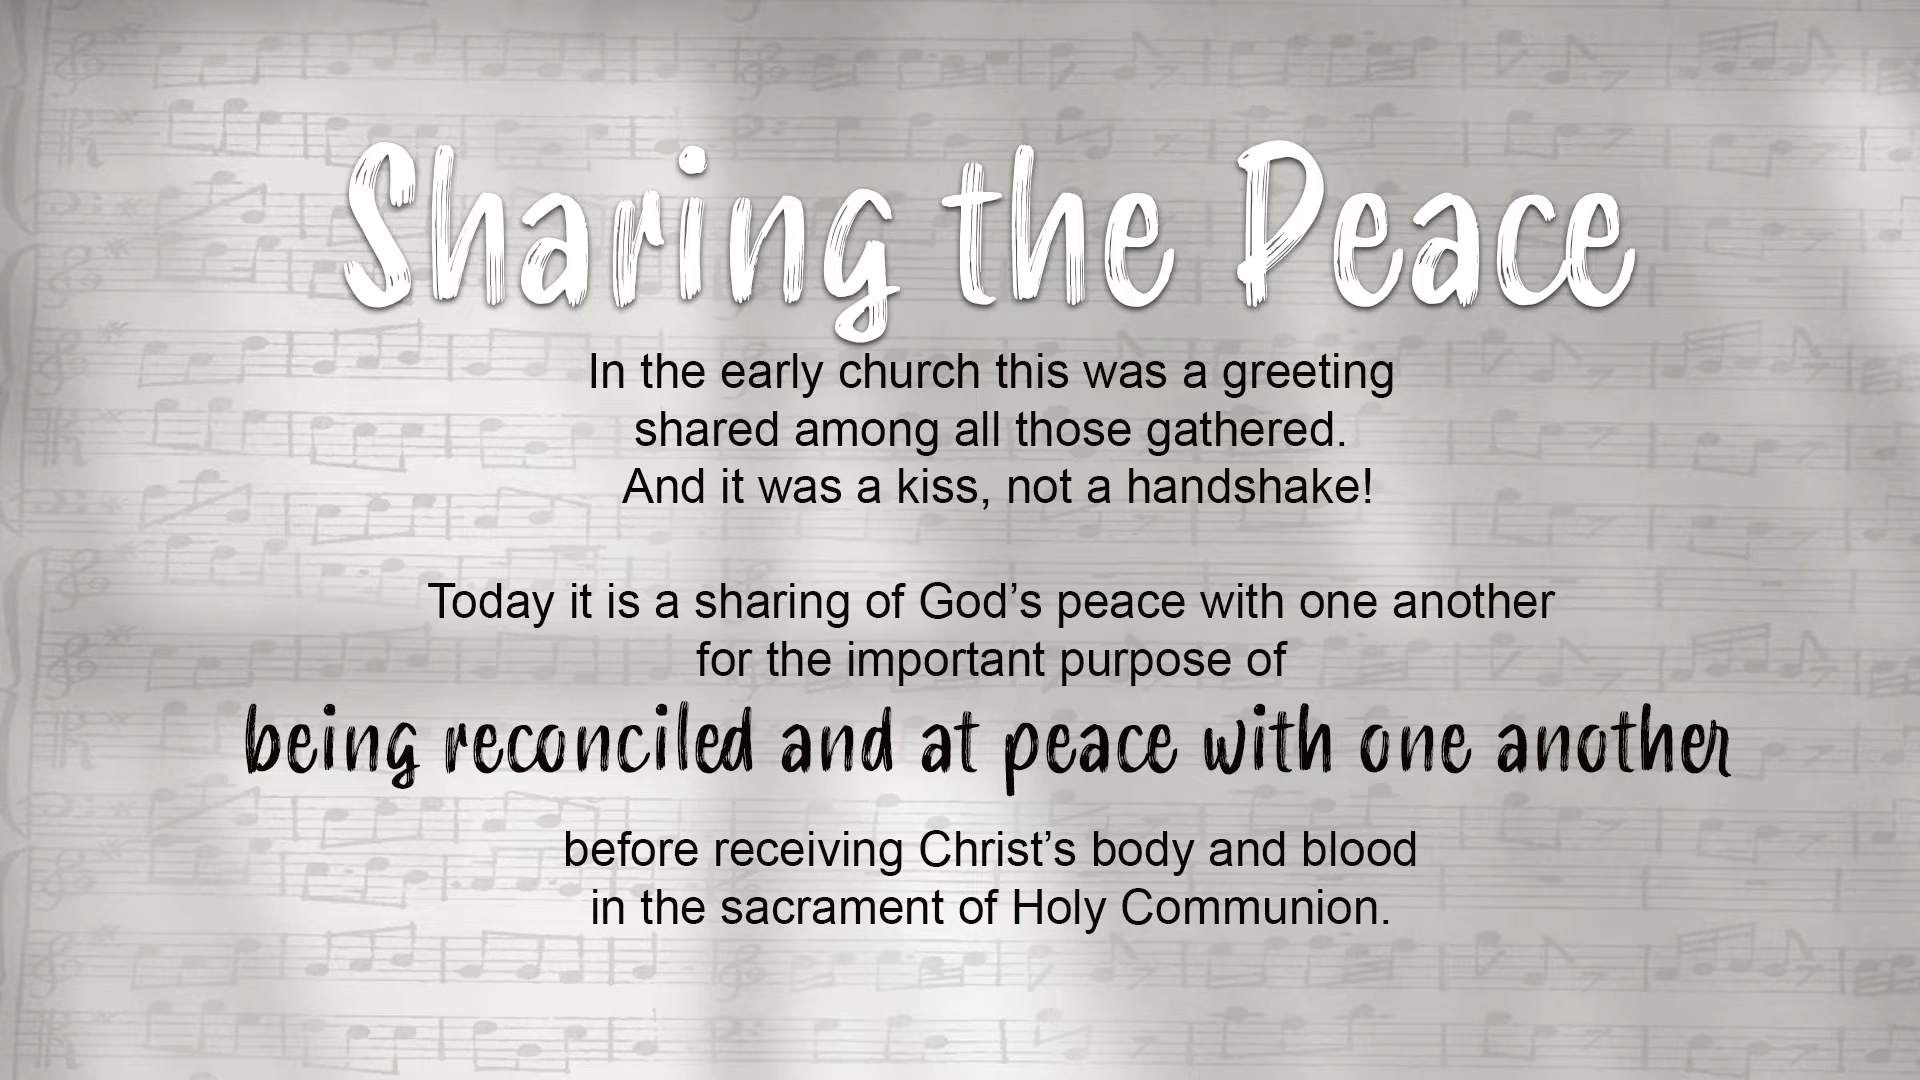 Sharing the Peace
In the early church this was a greeting
shared among all those gathered.
And it was a kiss, not a handshake!
Today it is a sharing of God’s peace with one another
for the important purpose of
being reconciled and at peace with one another
before receiving Christ’s body and blood
in the sacrament of Holy Communion.